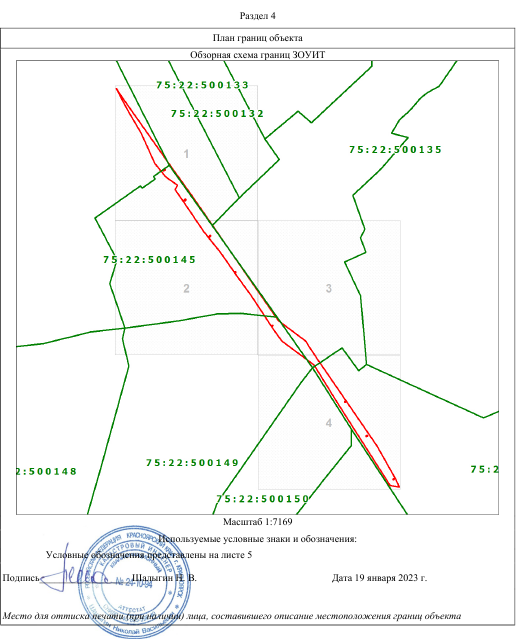 Раздел 4
План границ объекта
Обзорная схема границ ЗОУИТ
75:22:500133
75:22:500132
75:22:500135
1
75:22:500145
2
3
4
75:22:500149
2:500148
75:2
75:22:500150
Масштаб 1:7169
Используемые условные знаки и обозначения:
Условные обозначения представлены на листе 5
Подпись Шалыгин Н. В. Дата 19 января 2023 г.
Место для оттиска печати (при наличии) лица, составившего описание местоположения границ объекта